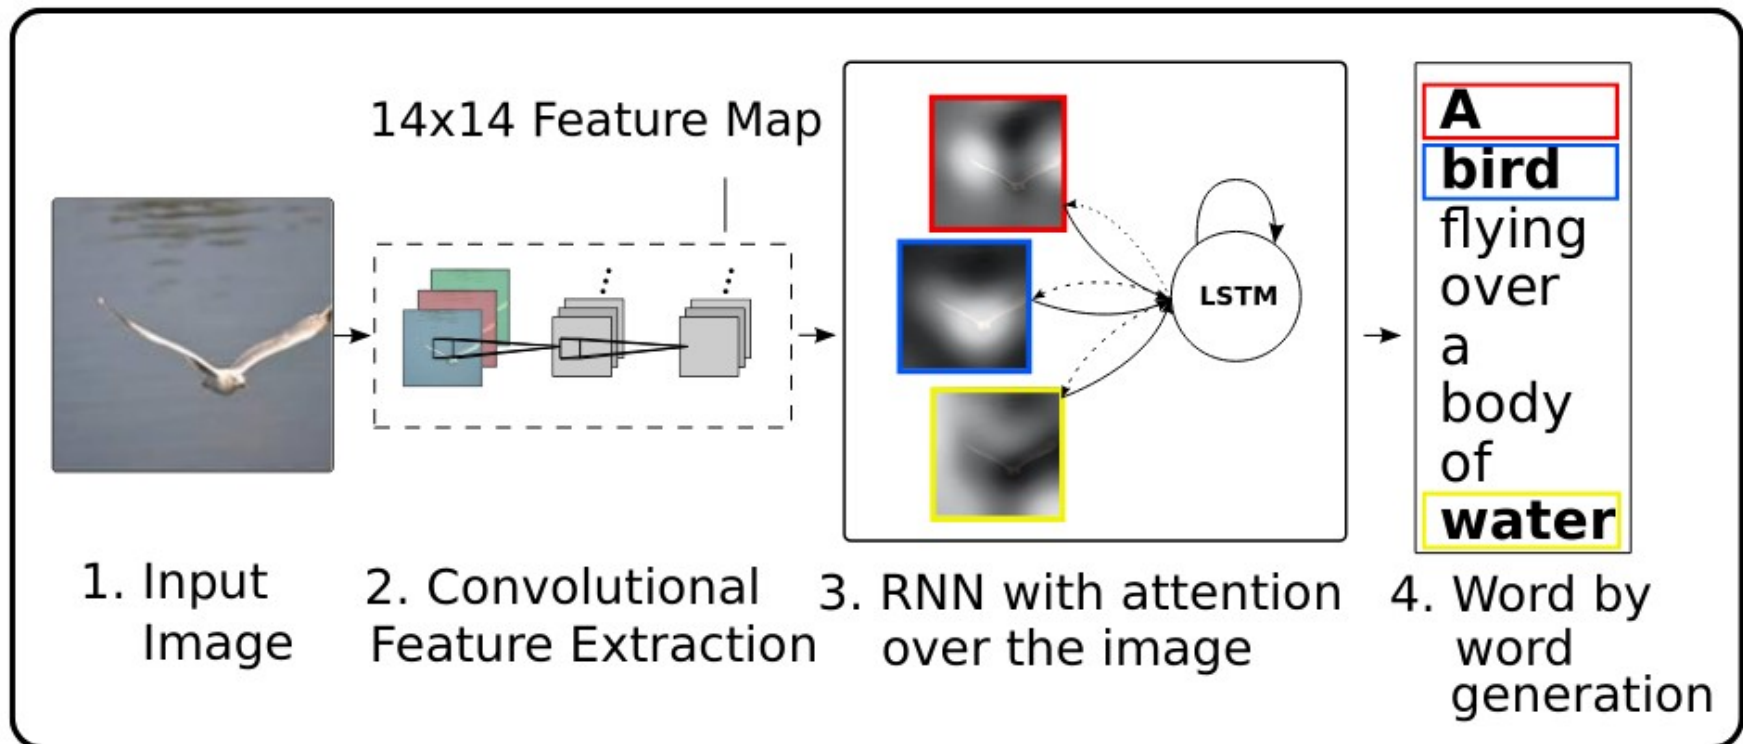 14x14 Feature Map
LSTM
A
bird
flying
over
a
body
of
water
1. Input
Image
2. Convolutional
Feature Extraction
3. RNN with attention
over the image
4. Word by
word
generation